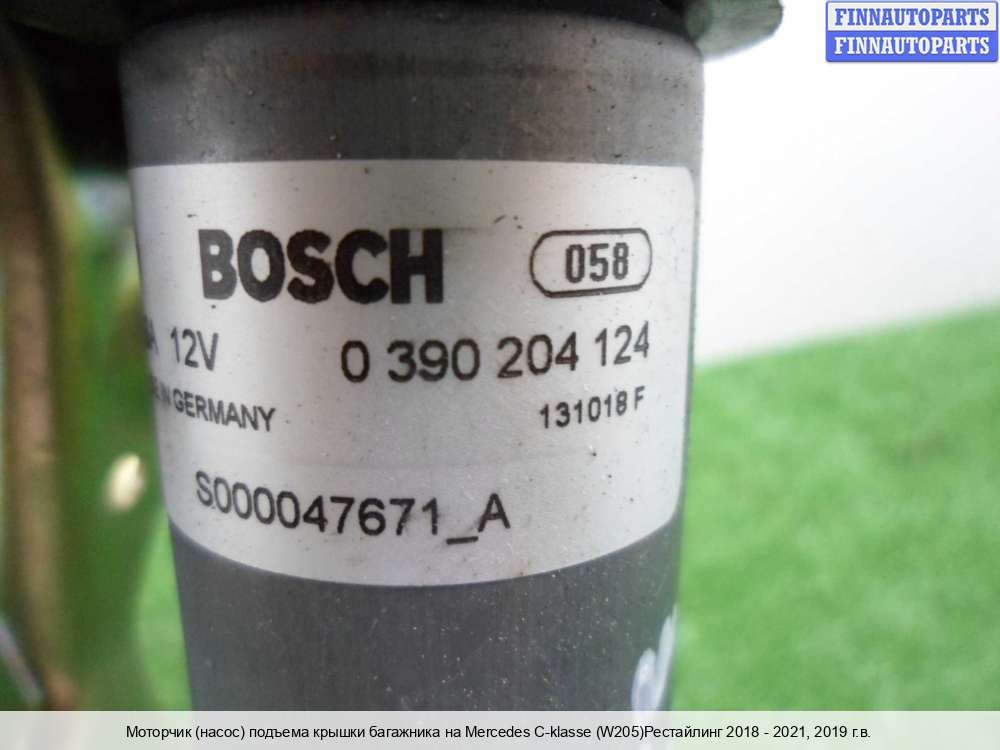 FINNAUTOPARTS
FINNAUTOPARTS
BOSCH 058
12V 0 390 204 124
IN GERMANY 131018 F
S000047671_A
Моторчик (насос) подъема крышки багажника на Mercedes C-klasse (W205)Рестайлинг 2018 - 2021, 2019 г.в.